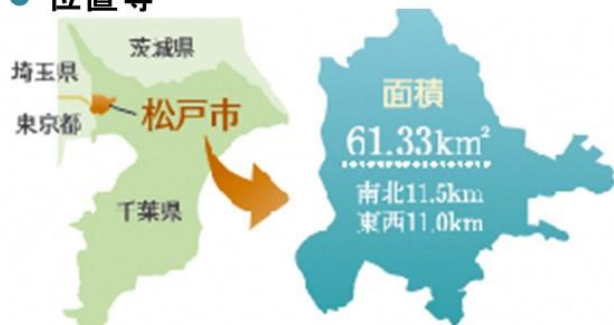 位置等
茨城県
埼玉県
東京都
松戸市
千葉県
面積
61.33km²
南北11.5km
東西11.0km